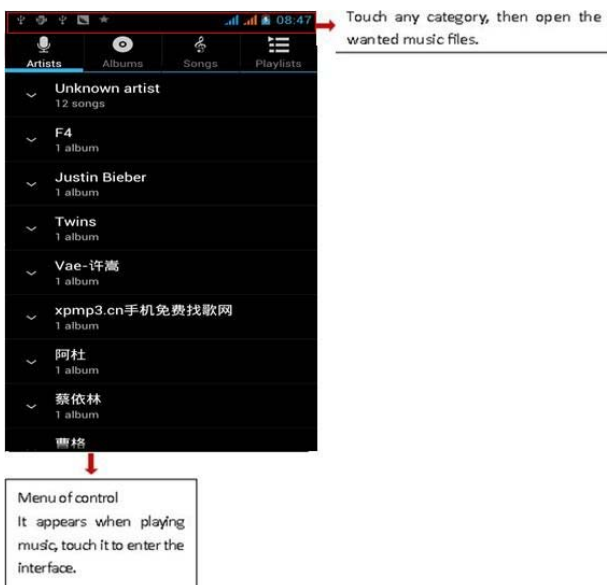 08:47
Touch any category, then open the
wanted music files.
Artists Albums Songs Playlists
Unknown artist
12 songs
F4
1 album
Justin Bieber
1 album
Twins
1 album
Vae-许嵩
1 album
xpmp3.cn手机免费找歌网
1 album
阿杜
1 album
蔡依林
1 album
曹格
Menu of control
It appears when playing
music, touch it to enter the
interface.